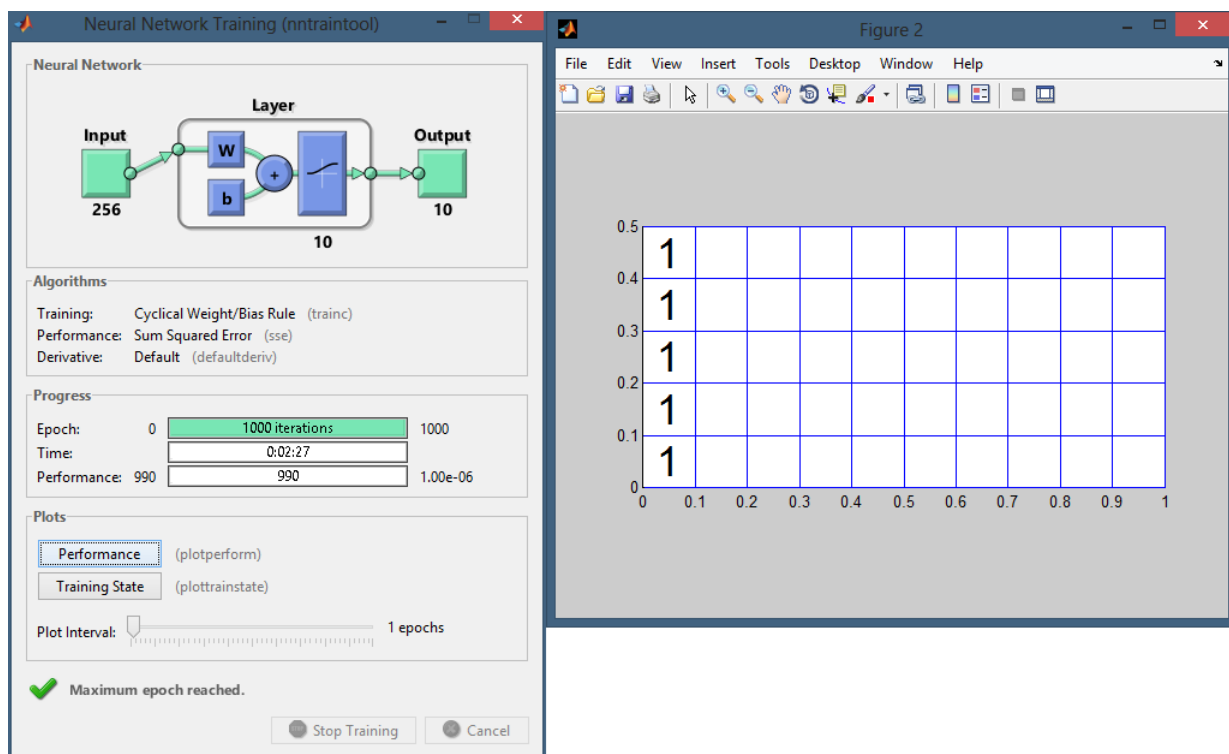 Neural Network Training (nntraintool)
Neural Network
Layer
Input
Output
W
b
+
256
10
10
Algorithms
Training: Cyclical Weight/Bias Rule (trainc)
Performance: Sum Squared Error (sse)
Derivative: Default (defaultderiv)
Progress
Epoch: 0 1000 iterations 1000
Time: 0:02:27
Performance: 990 990 1.00e-06
Plots
Performance (plotperform)
Training State (plottrainstate)
Plot Interval: 1 epochs
Maximum epoch reached.
Stop Training Cancel
Figure 2
File Edit View Insert Tools Desktop Window Help
0.5
1
0.4
1
0.3
1
0.2
1
0.1
1
0
0 0.1 0.2 0.3 0.4 0.5 0.6 0.7 0.8 0.9 1